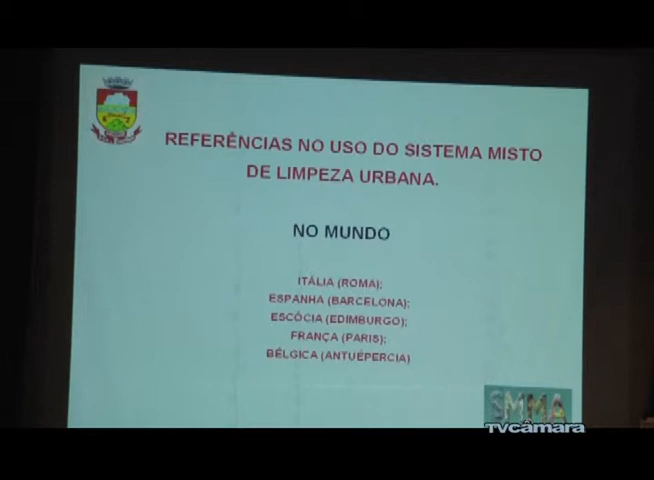 REFERÊNCIAS NO USO DO SISTEMA MISTO
DE LIMPEZA URBANA.
NO MUNDO
ITÁLIA (ROMA);
ESPANHA (BARCELONA);
ESCÓCIA (EDIMBURGO);
FRANÇA (PARIS);
BÉLGICA (ANTUÉPERCIA)
SMMA
TVCÂMARA